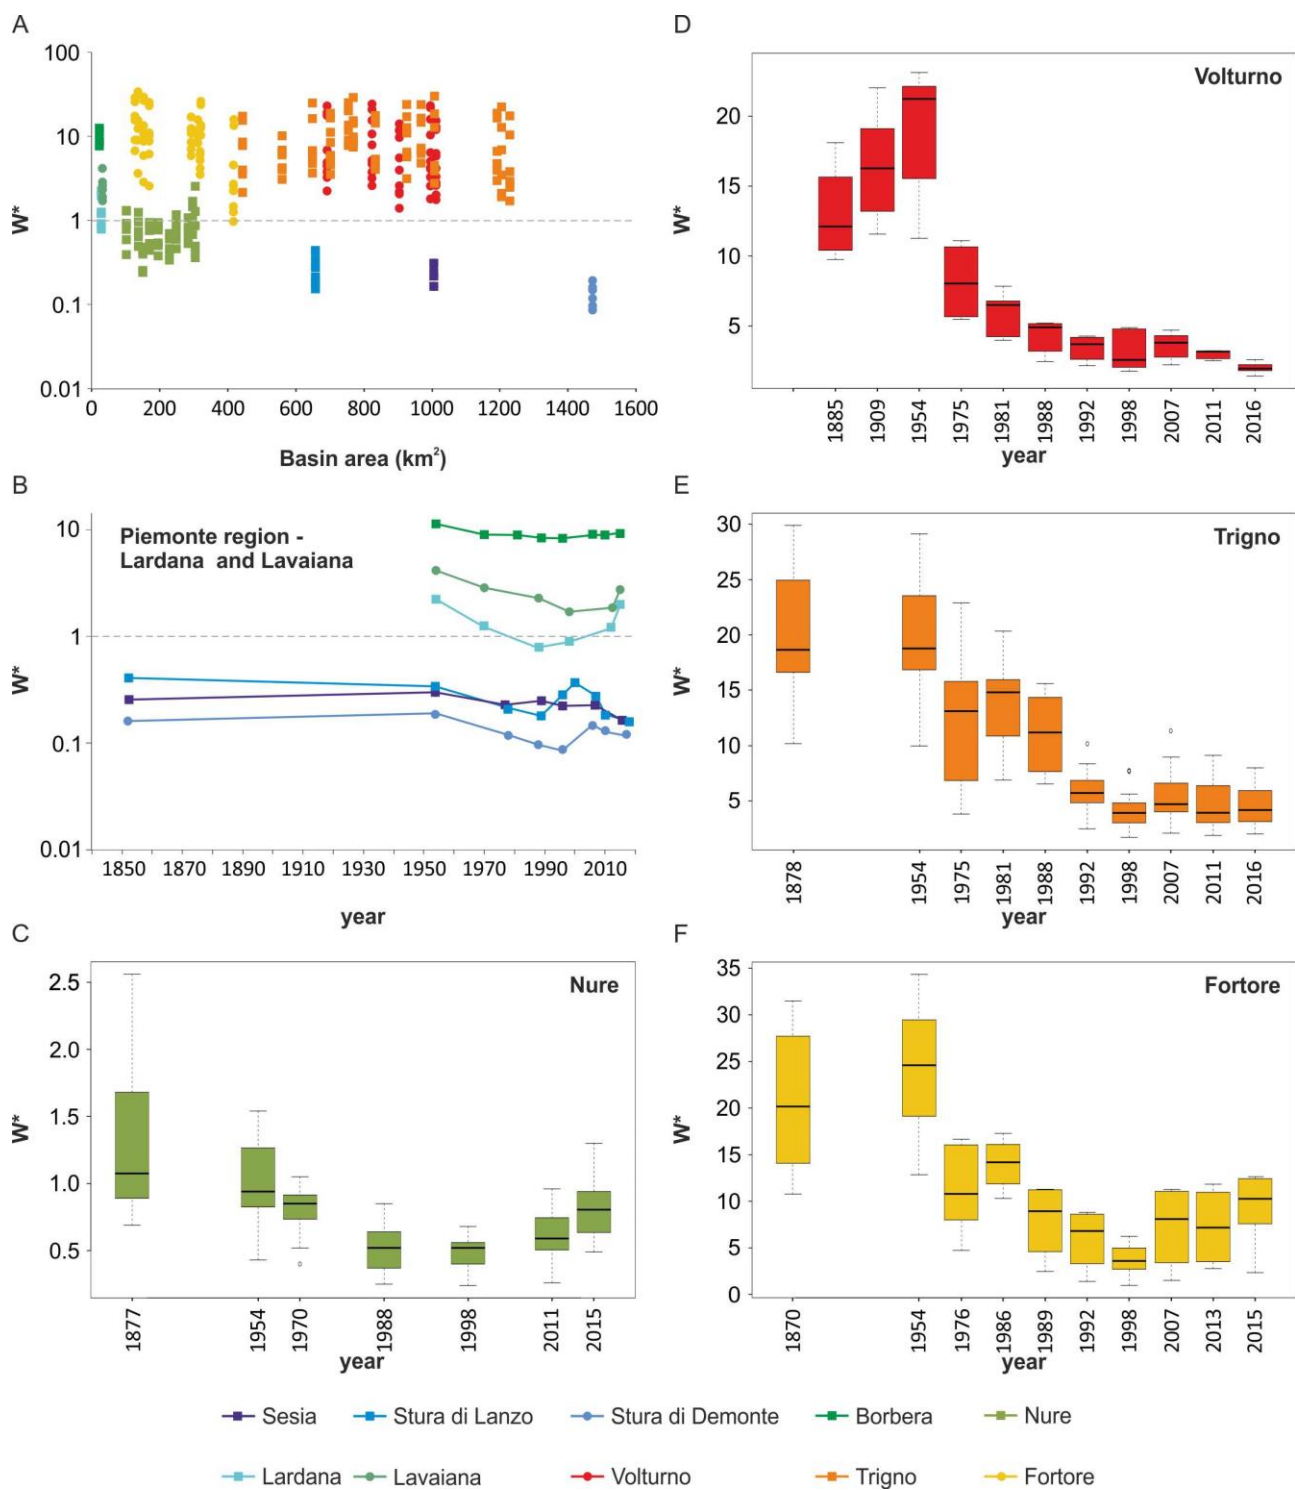 A
100
10
1
0.1
0.01
W*
0 200 400 600 800 1000 1200 1400 1600
Basin area (km²)
B
Piemonte region -
Lardana and Lavaiana
10
1
0.1
0.01
W*
1850 1870 1890 1910 1930 1950 1970 1990 2010
year
C
Nure
2.5
2.0
1.5
1.0
0.5
W*
1877 1954 1970 1988 1998 2011 2015
year
D
Volturno
20
15
10
5
W*
1885 1909 1954 1975 1981 1988 1992 1998 2007 2011 2016
year
E
Trigno
30
25
20
15
10
5
W*
1878 1954 1975 1981 1988 1992 1998 2007 2011 2016
year
F
Fortore
35
30
25
20
15
10
5
0
W*
1870 1954 1976 1986 1989 1992 1998 2007 2013 2015
year
Sesia Stura di Lanzo Stura di Demonte Borbera Nure
Lardana Lavaiana Volturno Trigno Fortore